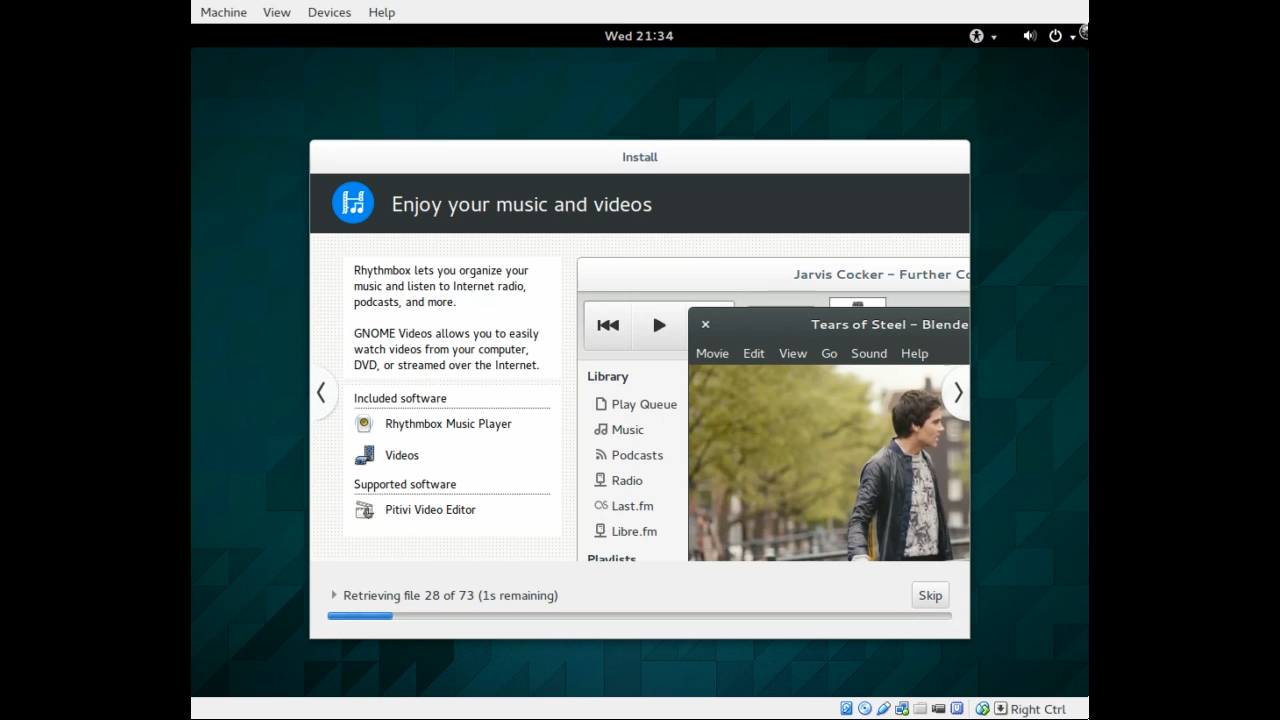 Machine View Devices Help
Wed 21:34
Install
Enjoy your music and videos
Rhythmbox lets you organize your
music and listen to Internet radio,
podcasts, and more.
GNOME Videos allows you to easily
watch videos from your computer,
DVD, or streamed over the Internet.
Included software
Rhythmbox Music Player
Videos
Supported software
Pitivi Video Editor
Jarvis Cocker – Further Co
Tears of Steel – Blende
Movie Edit View Go Sound Help
Library
Play Queue
Music
Podcasts
Radio
Last.fm
Libre.fm
Playlists
Retrieving file 28 of 73 (1s remaining)
Skip
Right Ctrl